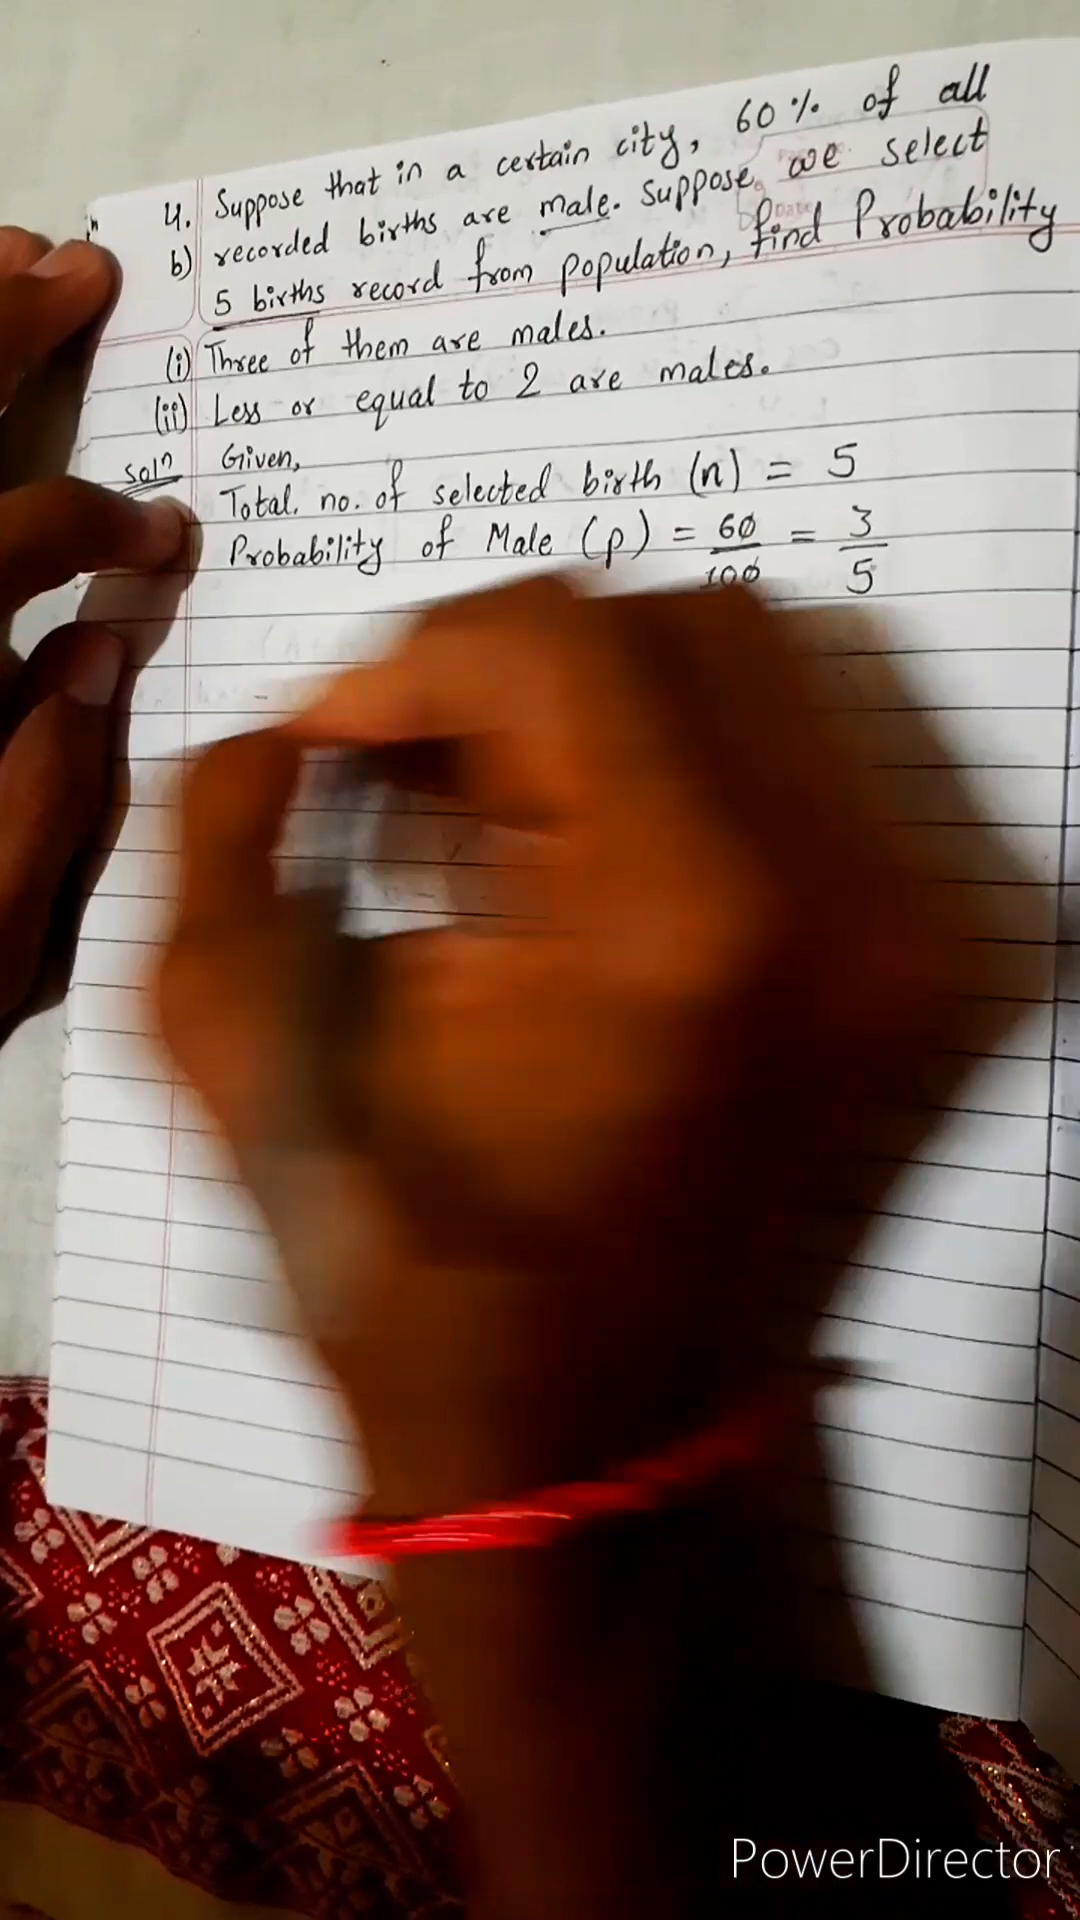 4. Suppose that in a certain city, 60% of all
b) recorded births are male. Suppose we select
5 births record from population, find Probability
(i) Three of them are males.
(ii) Less or equal to 2 are males.
Soln Given,
Total. no. of selected birth (n) = 5
Probability of Male (p) = 60/100 = 3/5
PowerDirector